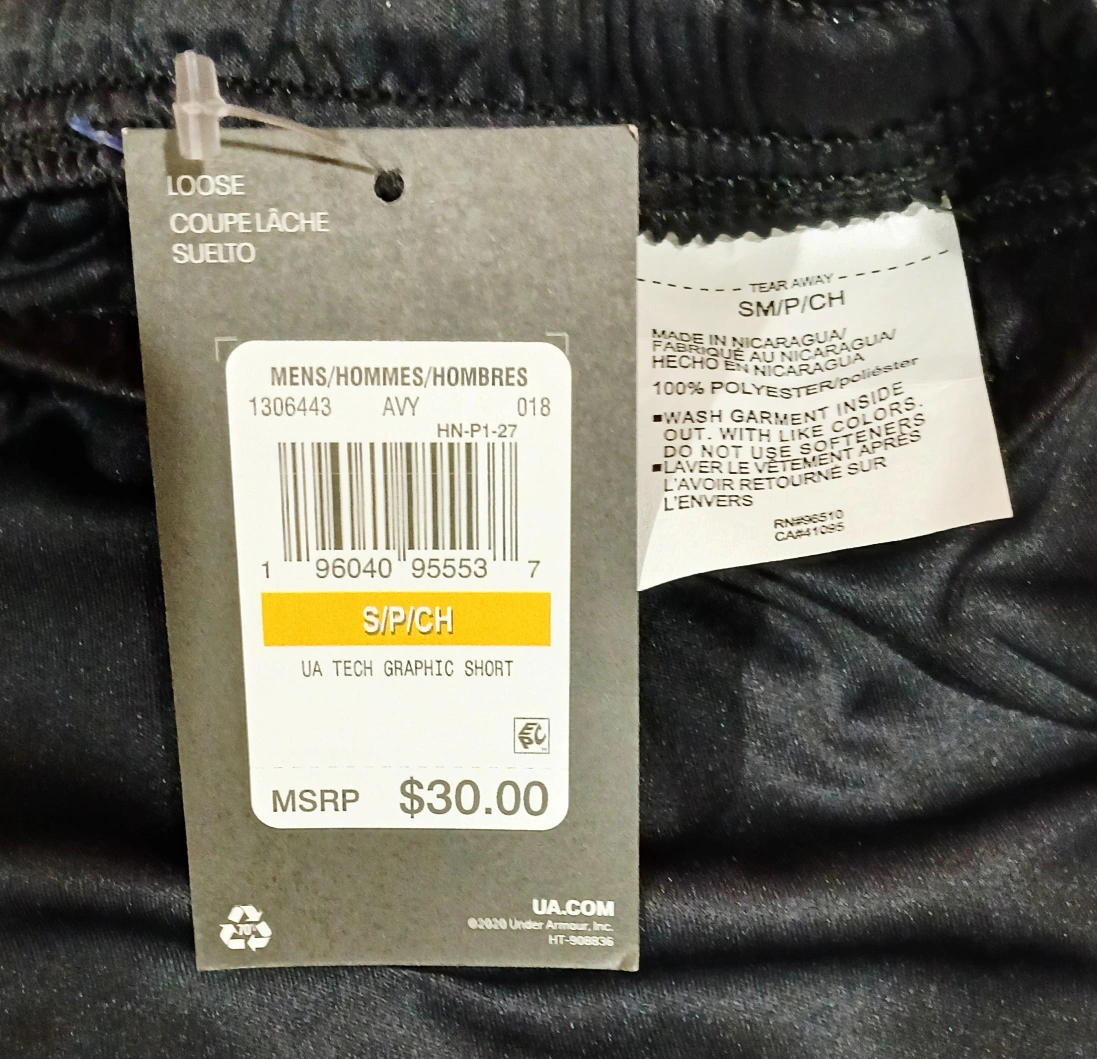 LOOSE
COUPE LÂCHE
SUELTO
MENS/HOMMES/HOMBRES
1306443 AVY 018
HN-P1-27
1 96040 95553 7
S/P/CH
UA TECH GRAPHIC SHORT
EPC
MSRP $30.00
70%
UA.COM
©2020 Under Armour, Inc.
HT-908836
TEAR AWAY
SM/P/CH
MADE IN NICARAGUA/
FABRIQUÉ AU NICARAGUA/
HECHO EN NICARAGUA
100% POLYESTER/poliéster
▪WASH GARMENT INSIDE
OUT. WITH LIKE COLORS.
DO NOT USE SOFTENERS
▪LAVER LE VÊTEMENT APRÈS
L'AVOIR RETOURNÉ SUR
L'ENVERS
RN#96510
CA#41095